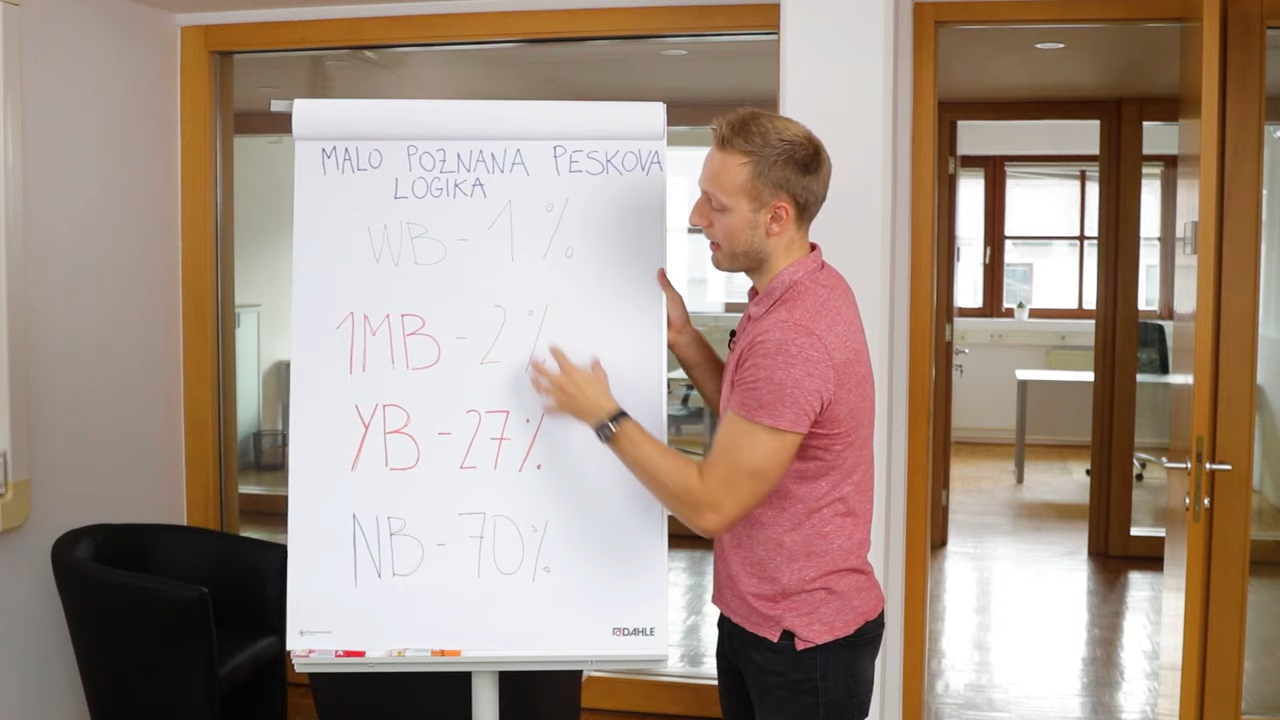 MALO POZNANA PESKOVA
LOGIKA
WB - 1%
1MB - 2%
YB - 27%
NB - 70%
DAHLE